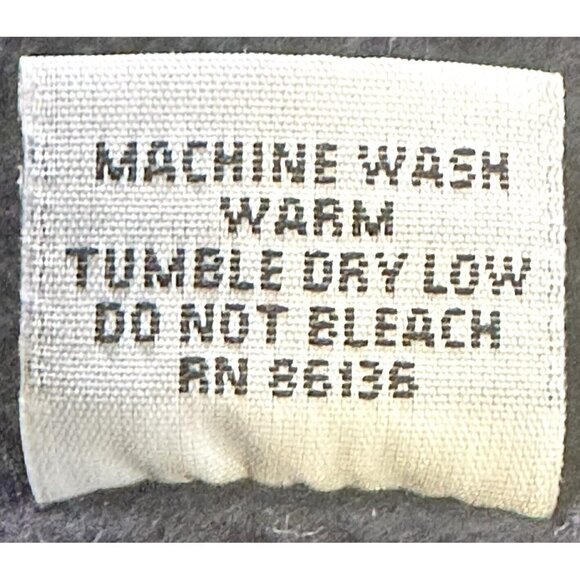 MACHINE WASH
WARM
TUMBLE DRY LOW
DO NOT BLEACH
RN 86136